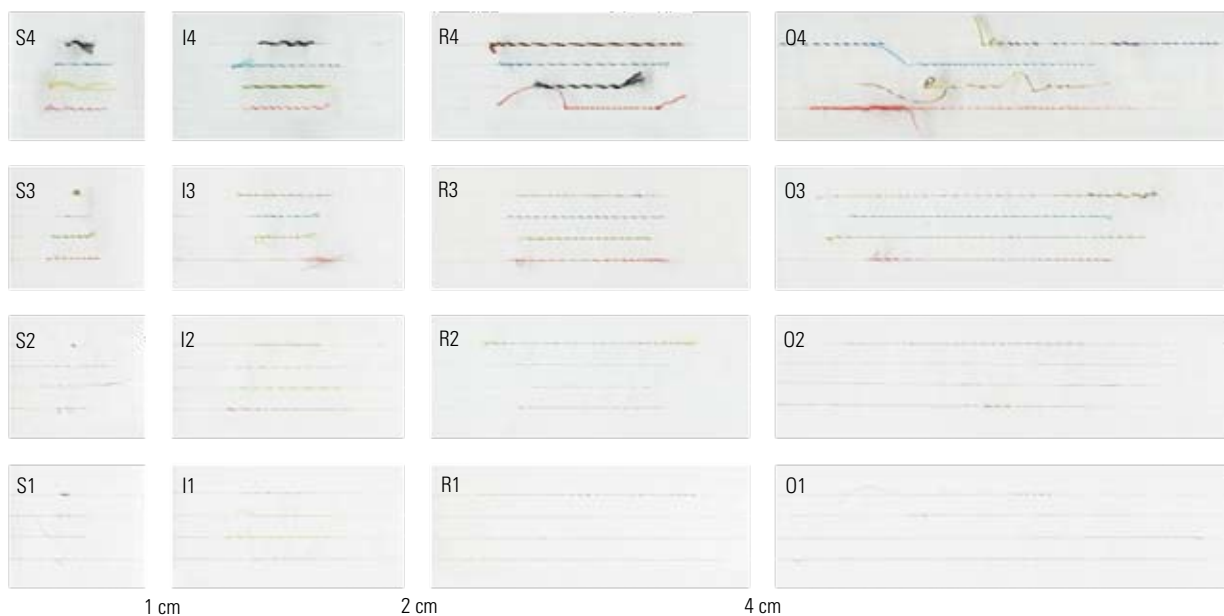 S4 I4 R4 O4
S3 I3 R3 O3
S2 I2 R2 O2
S1 I1 R1 O1
1 cm 2 cm 4 cm